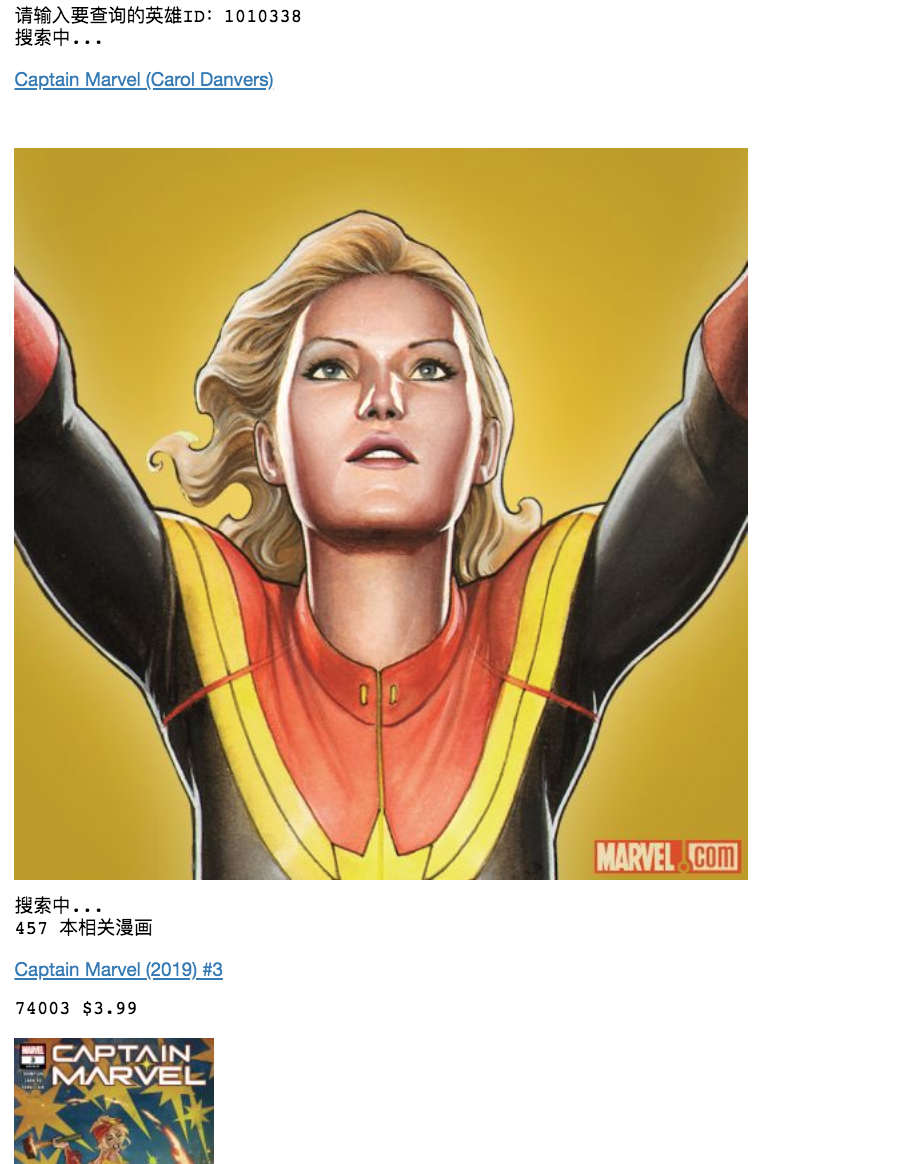 请输入要查询的英雄ID: 1010338
搜索中...
Captain Marvel (Carol Danvers)
MARVEL.com
搜索中...
457 本相关漫画
Captain Marvel (2019) #3
74003 $3.99
MARVEL
3
CAPTAIN
MARVEL